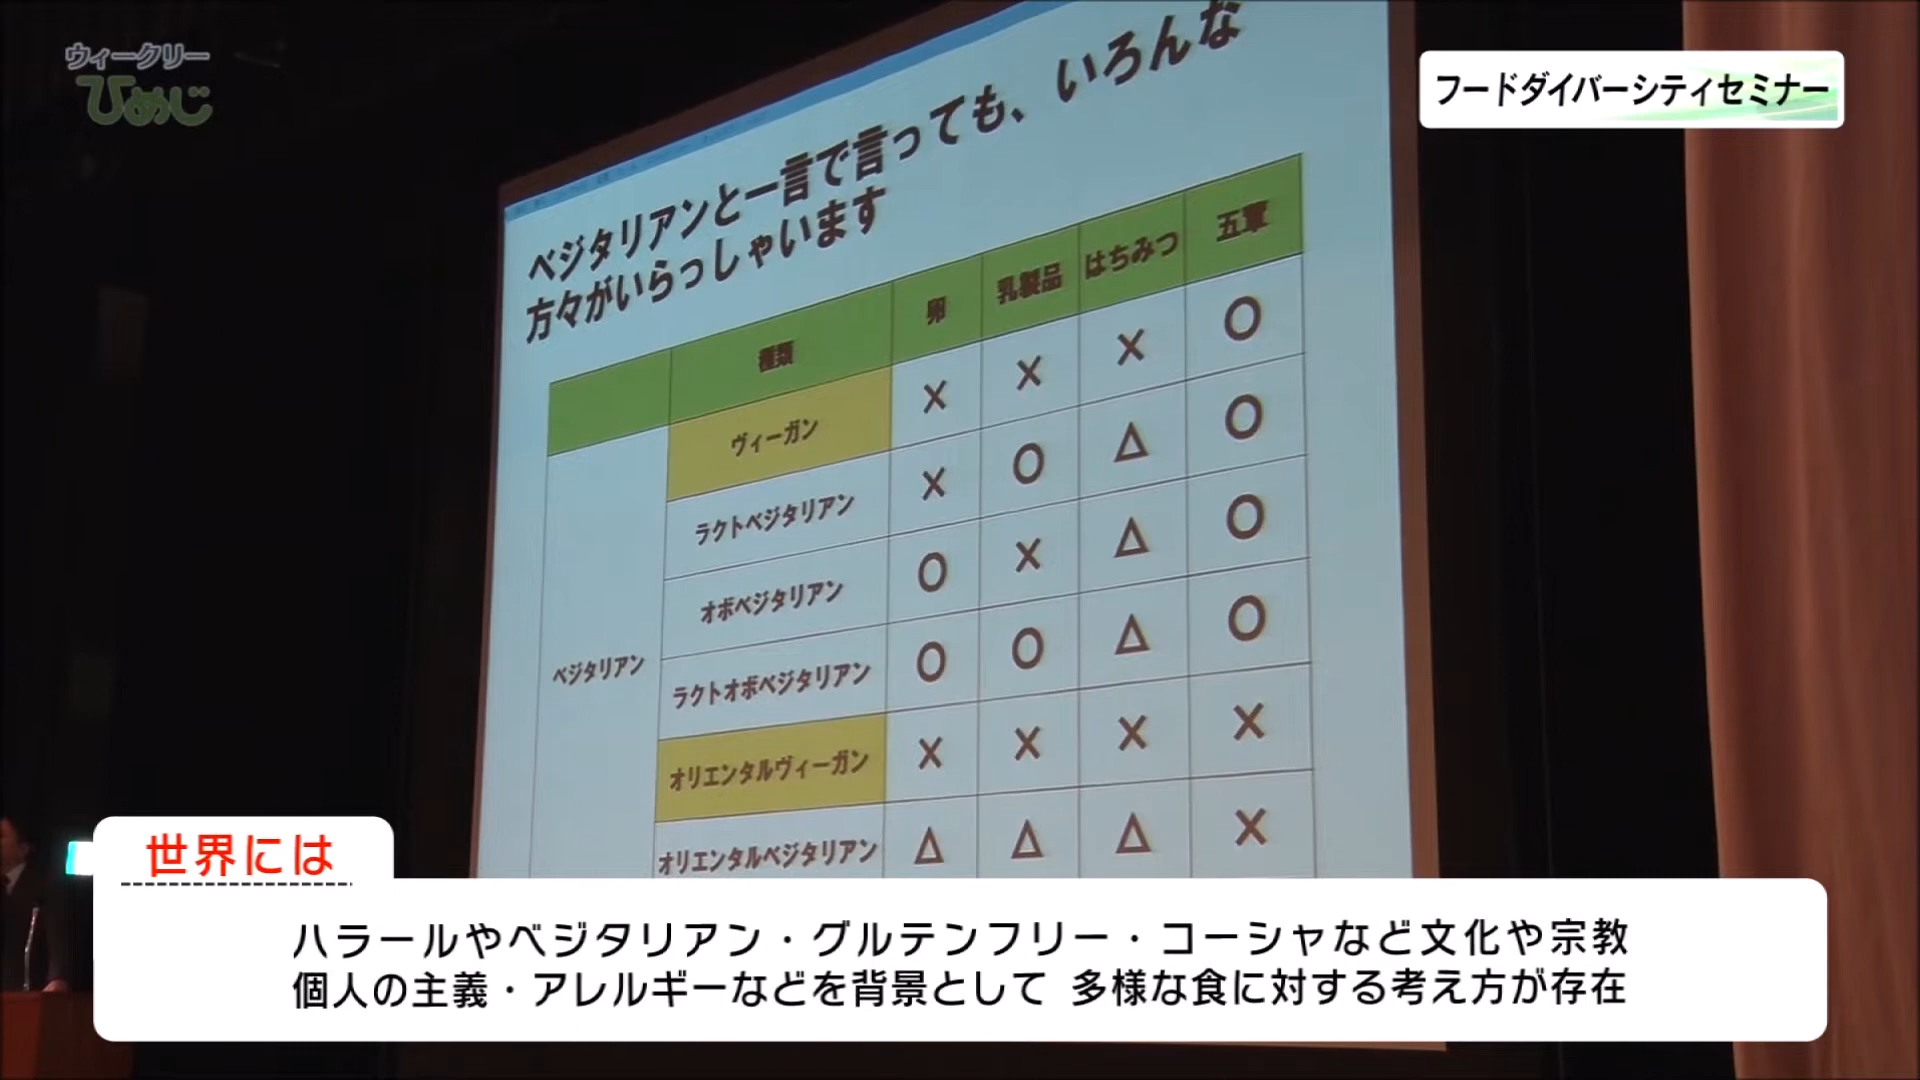 ウィークリー
ひめじ
フードダイバーシティセミナー
ベジタリアンと一言で言っても、いろんな
方々がいらっしゃいます
種類 卵 乳製品 はちみつ 五葷
ベジタリアン
ヴィーガン × × × ○
ラクトベジタリアン × ○ △ ○
オボベジタリアン ○ × △ ○
ラクトオボベジタリアン ○ ○ △ ○
オリエンタルヴィーガン × × × ×
オリエンタルベジタリアン △ △ △ ×
世界には
ハラールやベジタリアン・グルテンフリー・コーシャなど文化や宗教
個人の主義・アレルギーなどを背景として 多様な食に対する考え方が存在